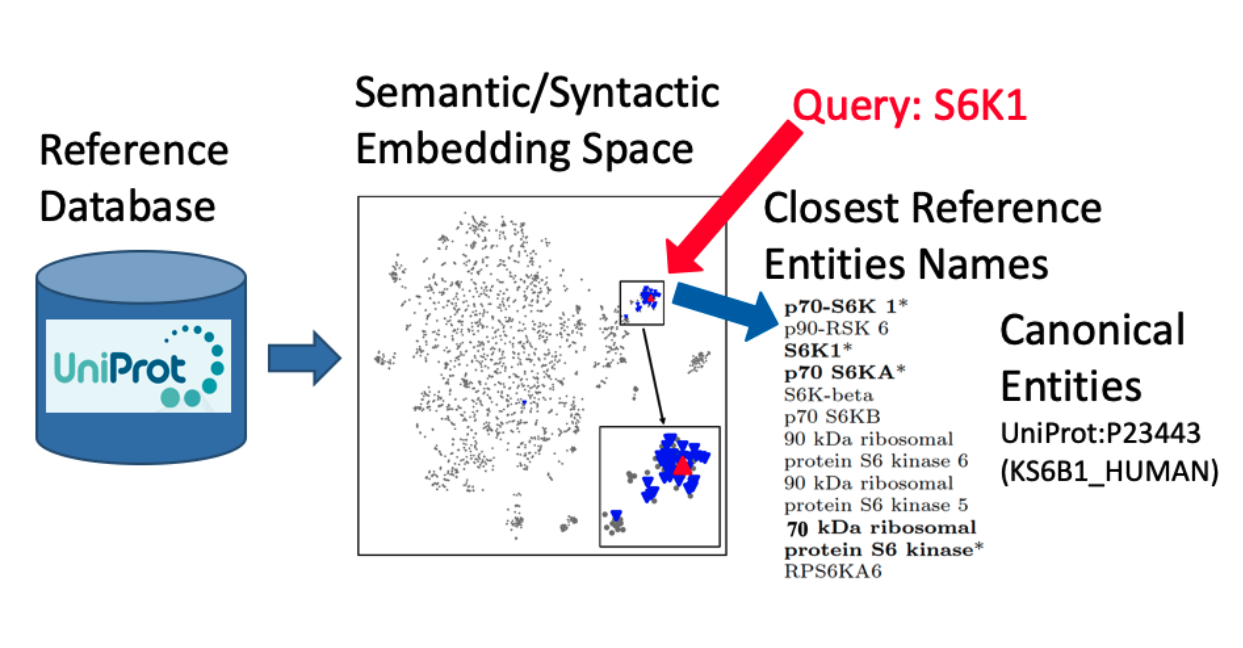 Reference
Database
UniProt
Semantic/Syntactic
Embedding Space
Query: S6K1
Closest Reference
Entities Names
p70-S6K 1*
p90-RSK 6
S6K1*
p70 S6KA*
S6K-beta
p70 S6KB
90 kDa ribosomal
protein S6 kinase 6
90 kDa ribosomal
protein S6 kinase 5
70 kDa ribosomal
protein S6 kinase*
RPS6KA6
Canonical
Entities
UniProt:P23443
(KS6B1_HUMAN)